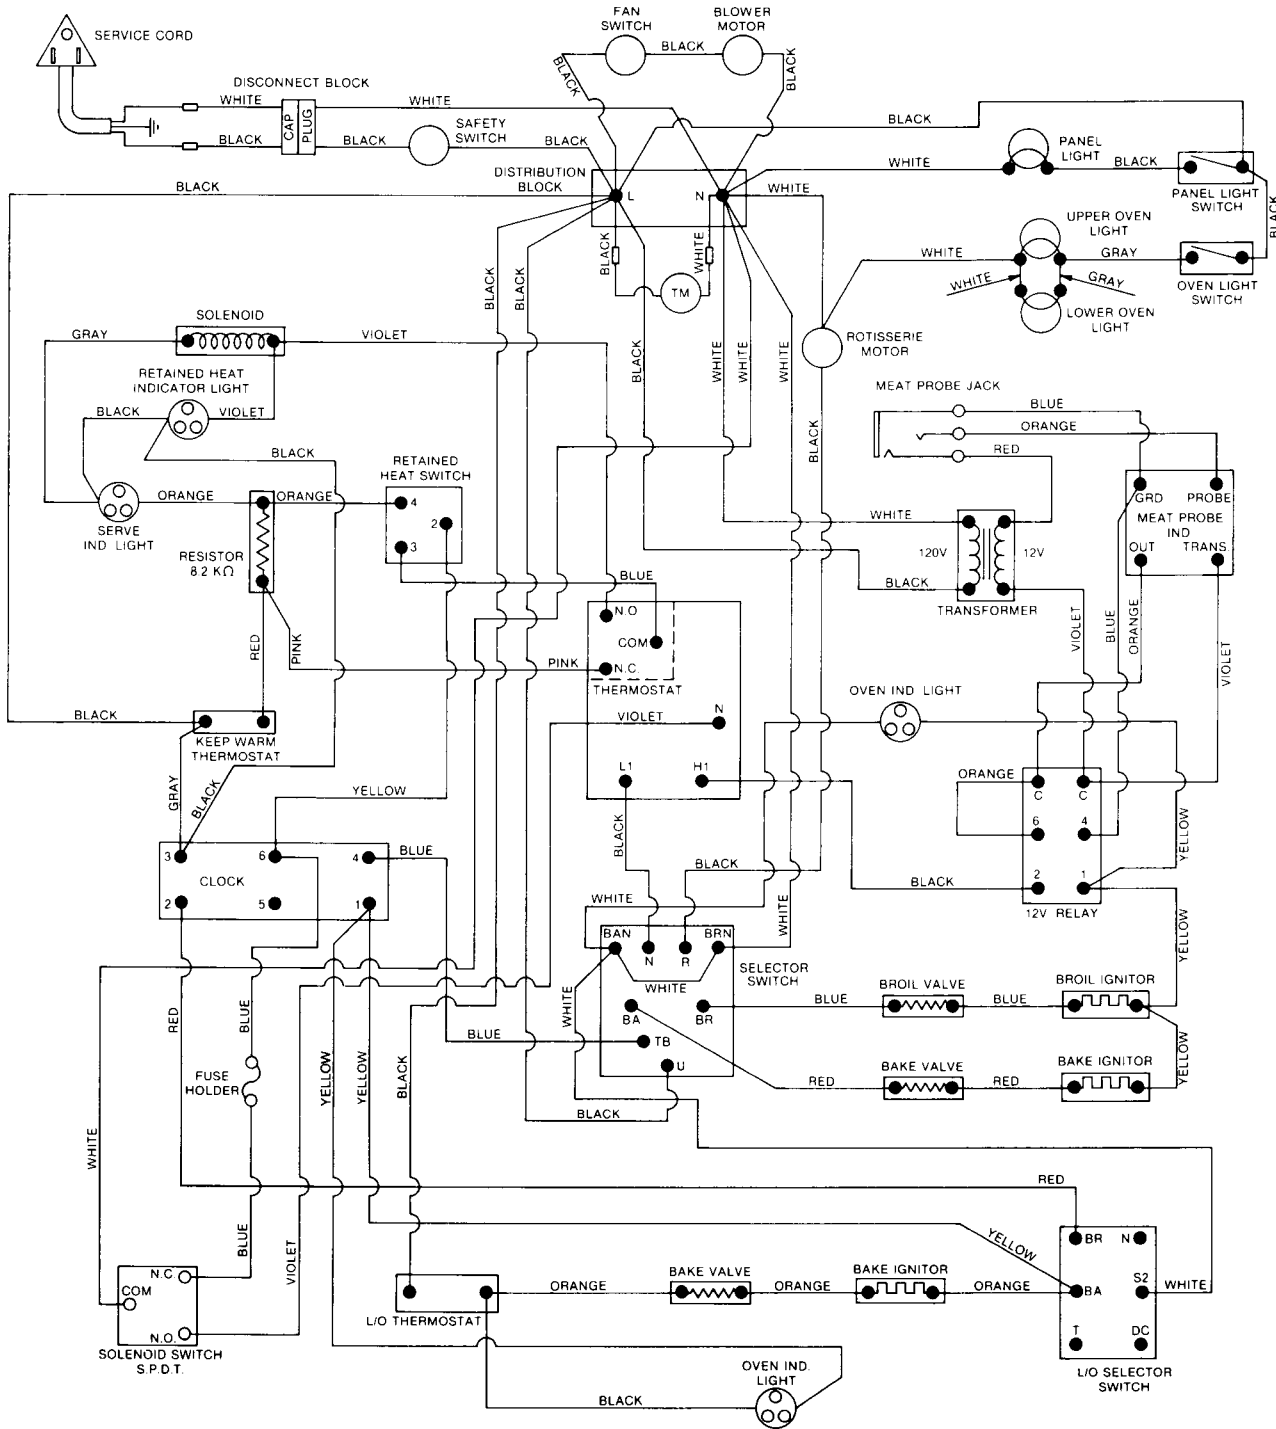 FAN
SWITCH
BLOWER
MOTOR
SERVICE CORD
BLACK
BLACK
BLACK
DISCONNECT BLOCK
WHITE
WHITE
CAP
PLUG
SAFETY
SWITCH
BLACK
BLACK
BLACK
BLACK
WHITE
PANEL
LIGHT
BLACK
DISTRIBUTION
BLOCK
L
N
WHITE
BLACK
PANEL LIGHT
SWITCH
BLACK
UPPER OVEN
LIGHT
BLACK
WHITE
WHITE
GRAY
WHITE
GRAY
OVEN LIGHT
SWITCH
LOWER OVEN
LIGHT
TM
BLACK
BLACK
SOLENOID
GRAY
VIOLET
ROTISSERIE
MOTOR
BLACK
WHITE
WHITE
WHITE
RETAINED HEAT
INDICATOR LIGHT
BLACK
VIOLET
MEAT PROBE JACK
BLUE
ORANGE
RED
BLACK
BLACK
RETAINED
HEAT SWITCH
ORANGE
ORANGE
4
2
3
GRD
PROBE
MEAT PROBE
IND
OUT
TRANS.
SERVE
IND. LIGHT
RESISTOR
8.2 KΩ
WHITE
120V
12V
BLACK
TRANSFORMER
BLUE
N.O
COM
N.C.
THERMOSTAT
RED
PINK
PINK
VIOLET
BLUE
ORANGE
VIOLET
OVEN IND LIGHT
BLACK
KEEP WARM
THERMOSTAT
VIOLET
N
L1
H1
GRAY
BLACK
YELLOW
ORANGE
C
C
6
4
2
1
12V RELAY
YELLOW
3
6
4
CLOCK
2
5
1
BLUE
BLACK
BLACK
BLACK
WHITE
WHITE
YELLOW
BAN
N
R
BRN
WHITE
SELECTOR
SWITCH
BA
BR
TB
U
WHITE
BLUE
BROIL VALVE
BLUE
BROIL IGNITOR
RED
BLUE
BLUE
YELLOW
FUSE
HOLDER
YELLOW
YELLOW
BLACK
RED
BAKE VALVE
RED
BAKE IGNITOR
BLACK
WHITE
RED
BLUE
VIOLET
YELLOW
BR
N
S2
BA
T
DC
WHITE
L/O SELECTOR
SWITCH
N.C
COM
N.O.
SOLENOID SWITCH
S.P.D.T.
L/O THERMOSTAT
ORANGE
BAKE VALVE
ORANGE
BAKE IGNITOR
ORANGE
OVEN IND.
LIGHT
BLACK